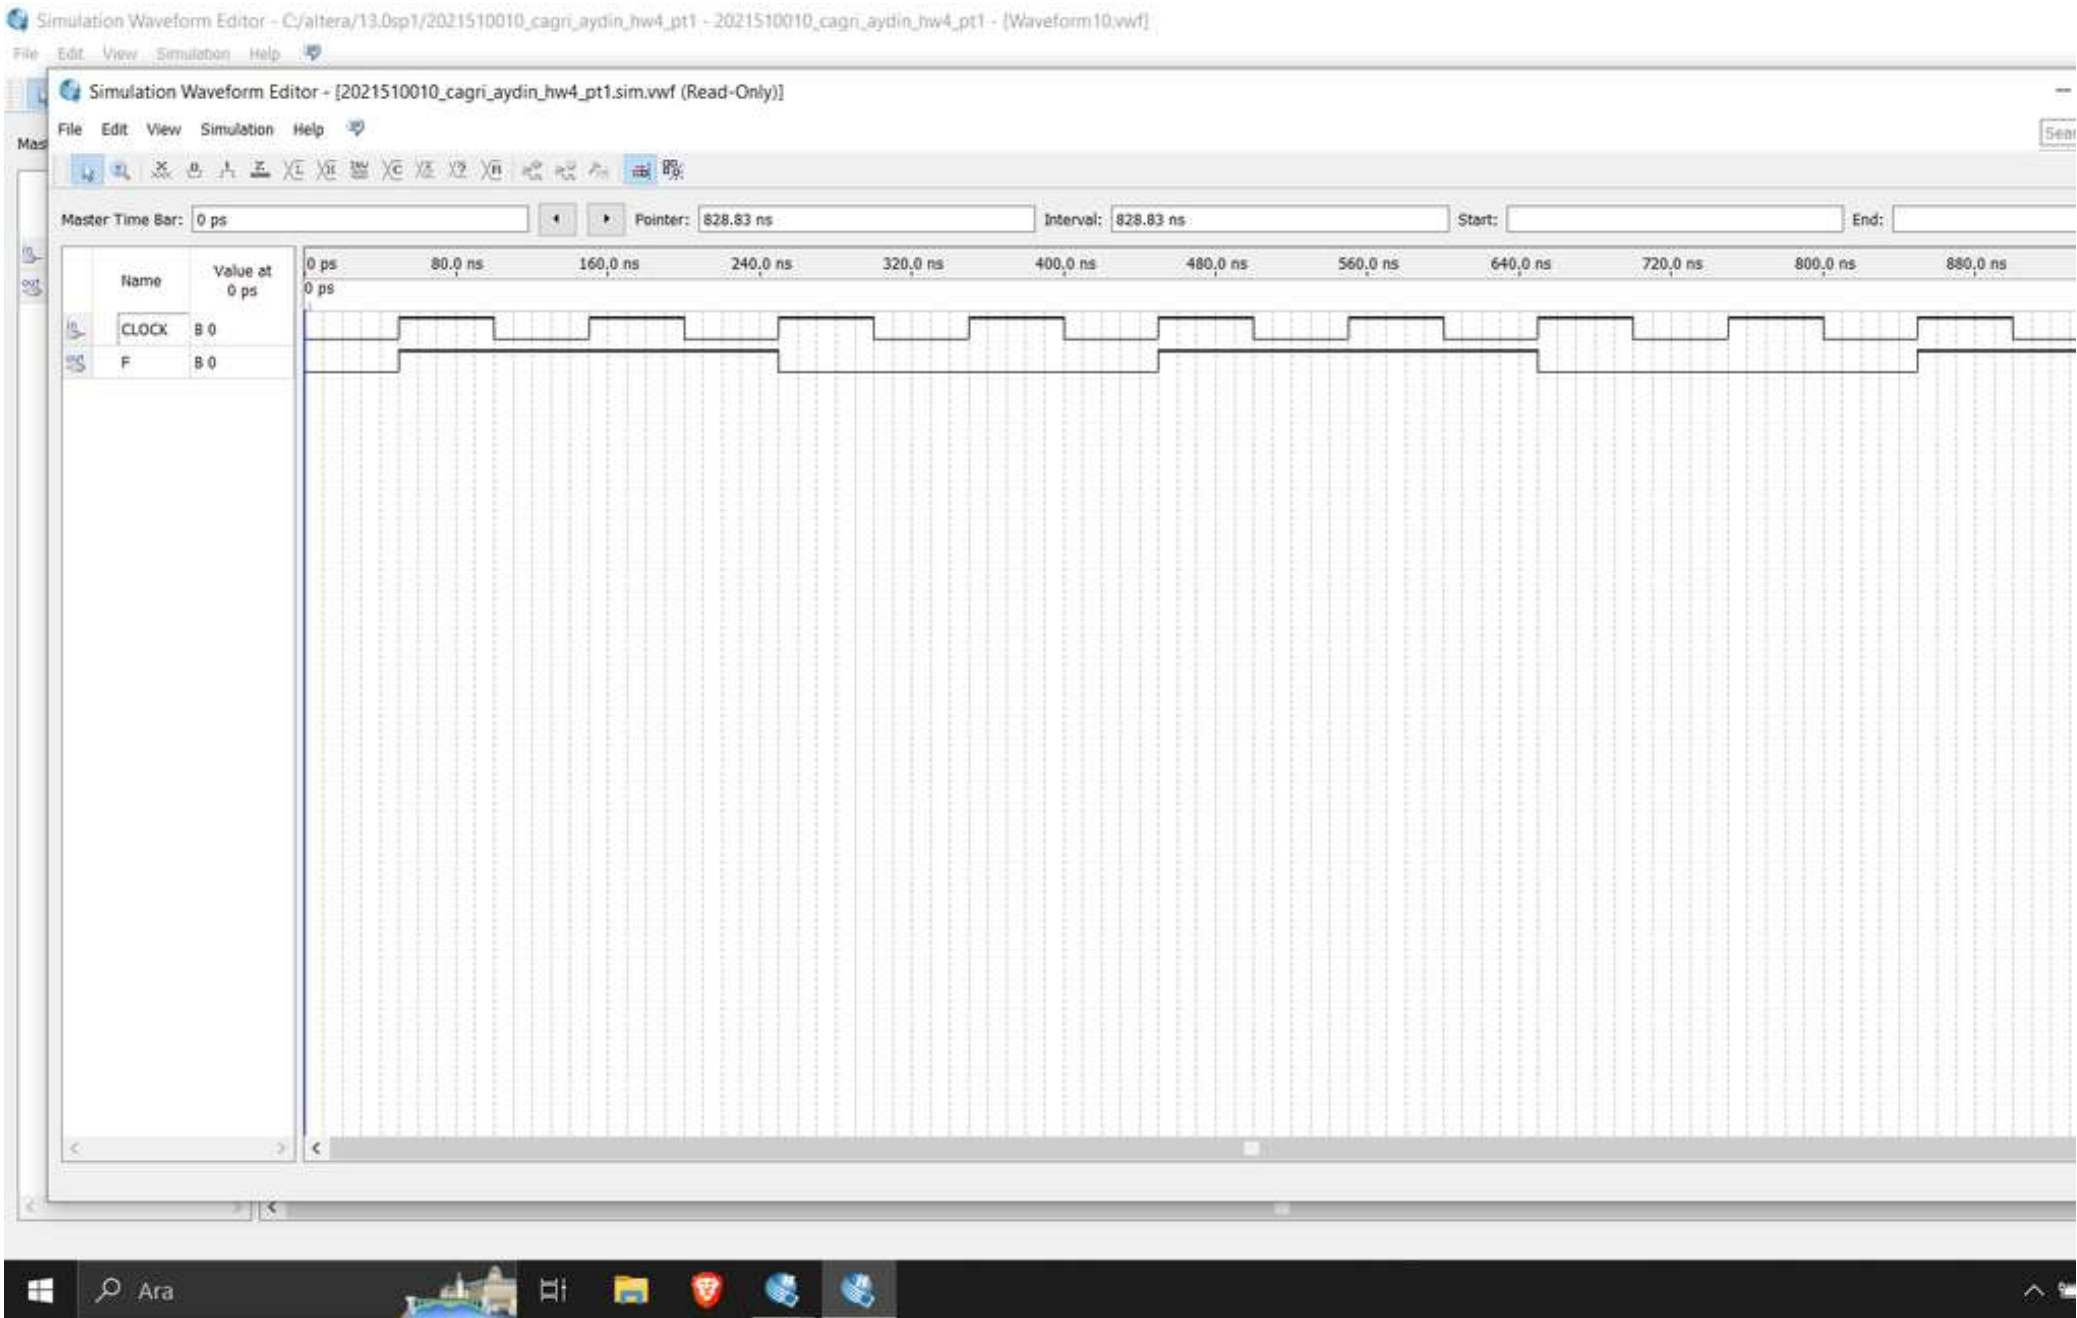 Simulation Waveform Editor - C:/altera/13.0sp1/2021510010_cagri_aydin_hw4_pt1 - 2021510010_cagri_aydin_hw4_pt1 - [Waveform10.vwf]
File Edit View Simulation Help
Simulation Waveform Editor - [2021510010_cagri_aydin_hw4_pt1.sim.vwf (Read-Only)]
File Edit View Simulation Help
Sear
Mas
Master Time Bar: 0 ps Pointer: 828.83 ns Interval: 828.83 ns Start: End:
Name Value at 0 ps
0 ps 80.0 ns 160.0 ns 240.0 ns 320.0 ns 400.0 ns 480.0 ns 560.0 ns 640.0 ns 720.0 ns 800.0 ns 880.0 ns
0 ps
CLOCK B 0
F B 0
Ara